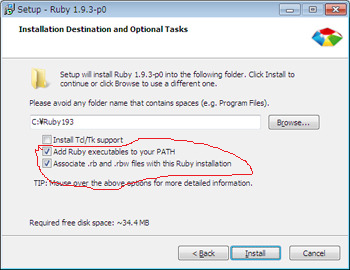 Setup - Ruby 1.9.3-p0
Installation Destination and Optional Tasks
Setup will install Ruby 1.9.3-p0 into the following folder. Click Install to
continue or click Browse to use a different one.
Please avoid any folder name that contains spaces (e.g. Program Files).
C:¥Ruby193
Browse...
Install Tcl/Tk support
Add Ruby executables to your PATH
Associate .rb and .rbw files with this Ruby installation
TIP: Mouse over the above options for more detailed information.
Required free disk space: ~34.4 MB
< Back
Install
Cancel